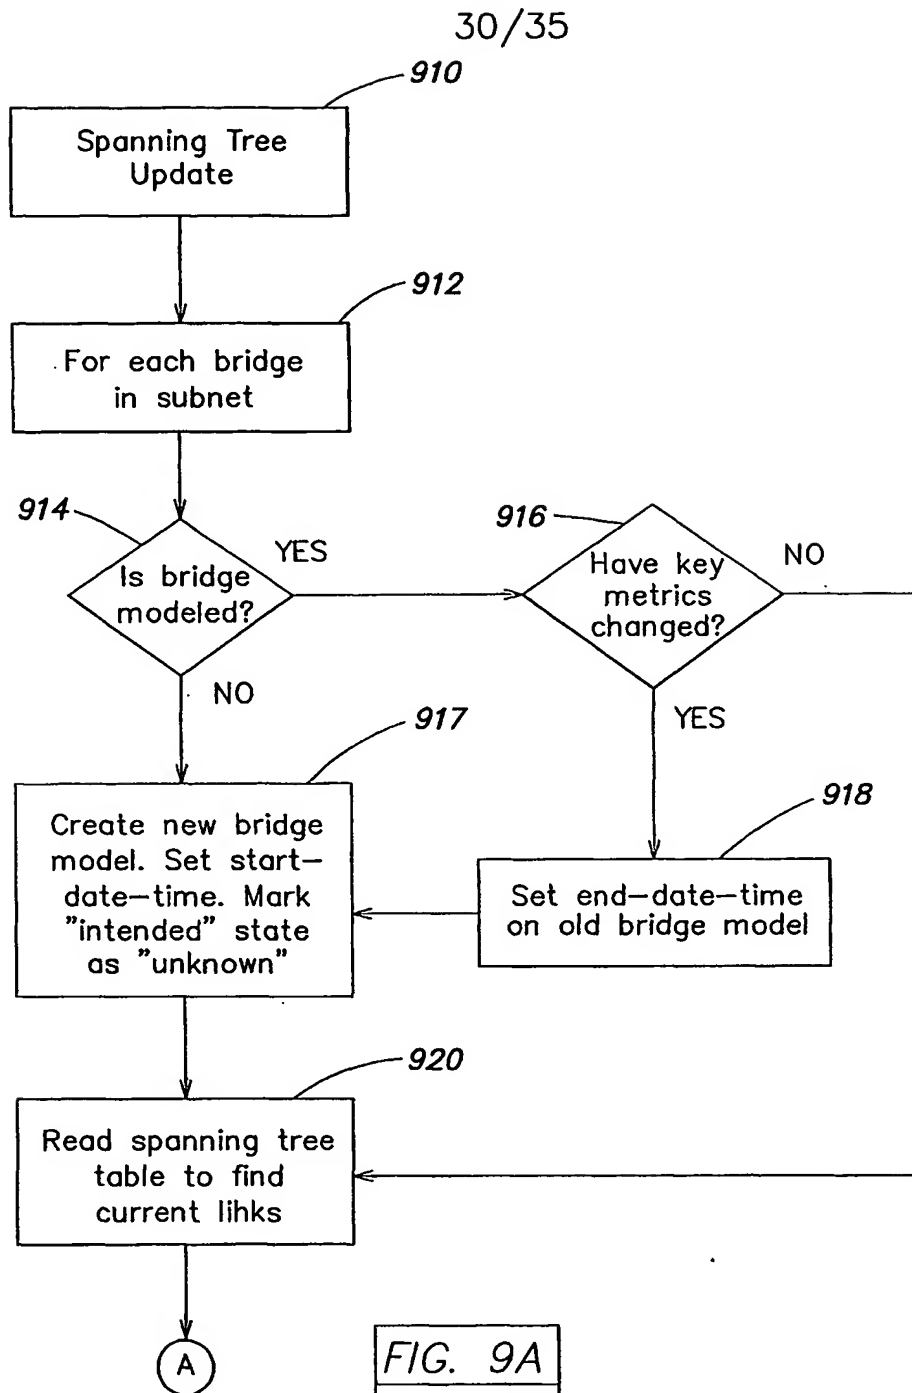 30/35
910
Spanning Tree
Update
912
For each bridge
in subnet
914
Is bridge
modeled?
YES
NO
916
Have key
metrics
changed?
NO
YES
917
Create new bridge
model. Set start-
date-time. Mark
"intended" state
as "unknown"
918
Set end-date-time
on old bridge model
920
Read spanning tree
table to find
current lihks
A
FIG. 9A